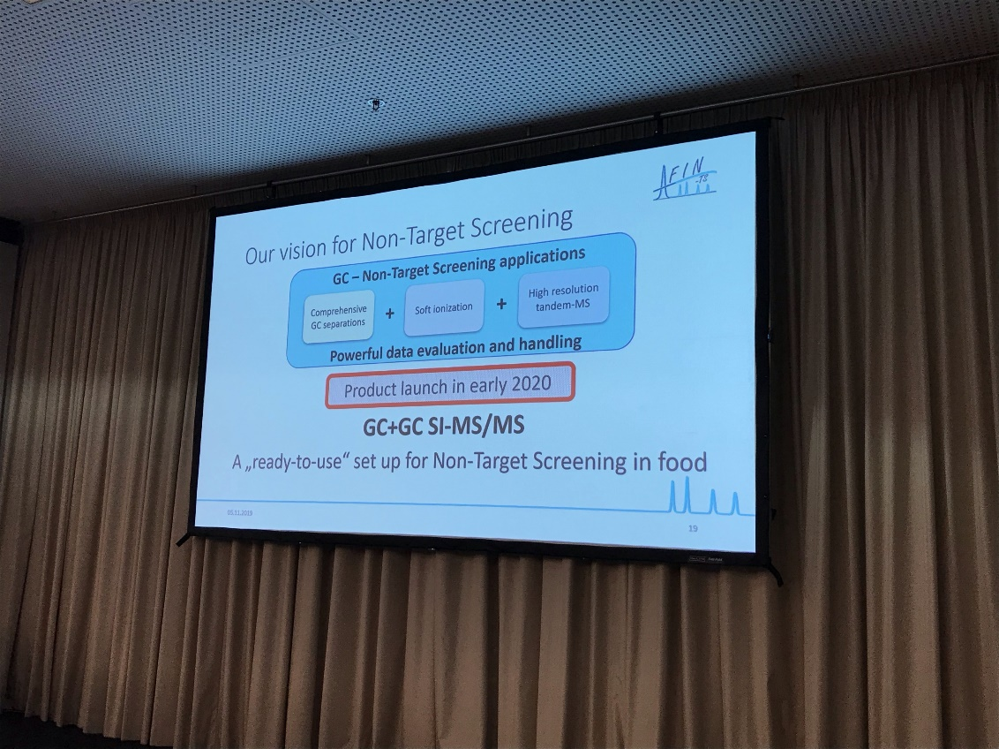 AFIN
-TS
Our vision for Non-Target Screening
GC – Non-Target Screening applications
Comprehensive
GC separations
+
Soft ionization
+
High resolution
tandem-MS
Powerful data evaluation and handling
Product launch in early 2020
GC+GC SI-MS/MS
A „ready-to-use“ set up for Non-Target Screening in food
05.11.2019
19